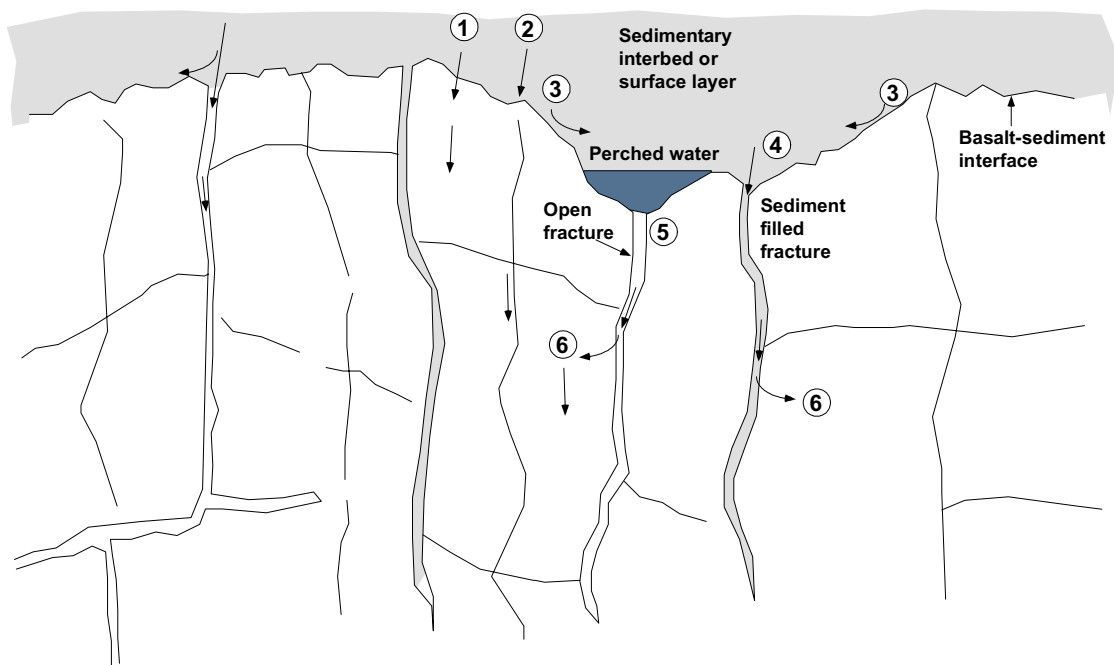 1
2
Sedimentary
interbed or
surface layer
3
3
4
Basalt-sediment
interface
Perched water
Open
fracture
5
Sediment
filled
fracture
6
6